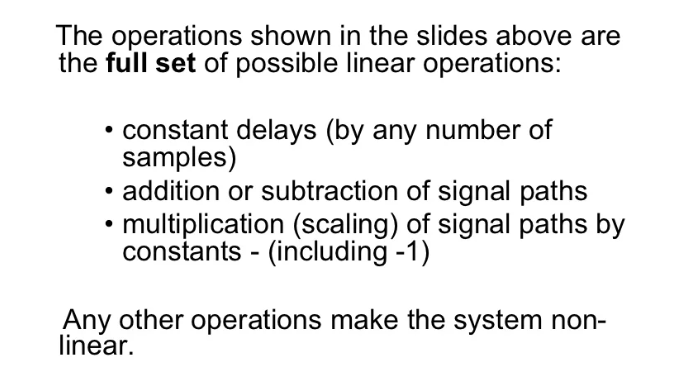 The operations shown in the slides above are
the full set of possible linear operations:
• constant delays (by any number of
samples)
• addition or subtraction of signal paths
• multiplication (scaling) of signal paths by
constants - (including -1)
Any other operations make the system non-
linear.